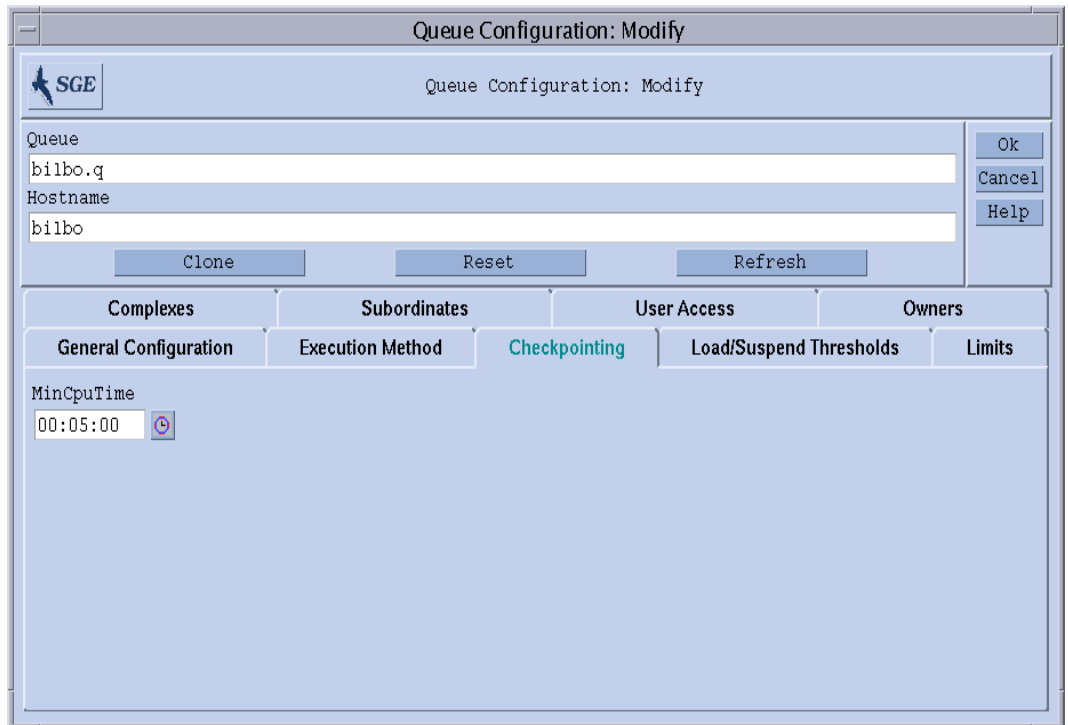 Queue Configuration: Modify
SGE
Queue Configuration: Modify
Queue
bilbo.q
Hostname
bilbo
Clone Reset Refresh
Ok
Cancel
Help
Complexes Subordinates User Access Owners
General Configuration Execution Method Checkpointing Load/Suspend Thresholds Limits
MinCpuTime
00:05:00